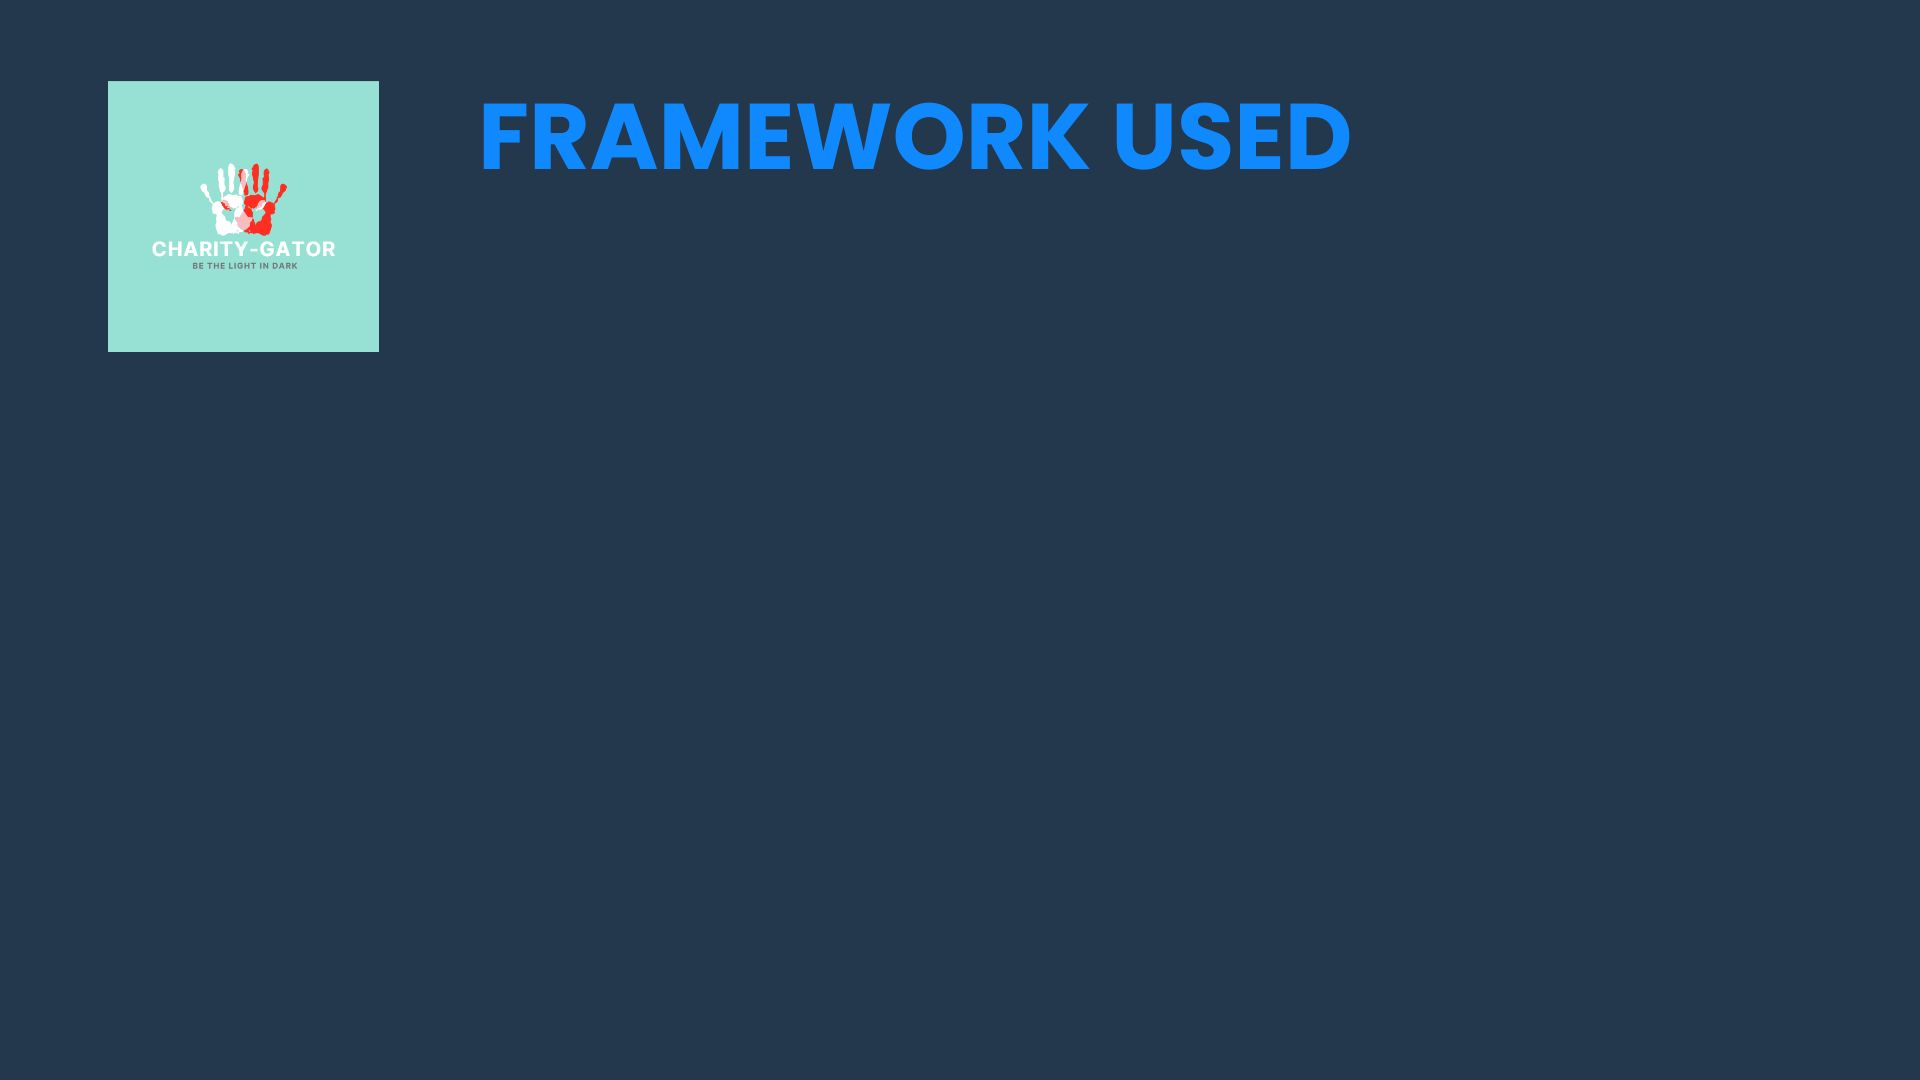 FRAMEWORK USED
CHARITY-GATOR
BE THE LIGHT IN DARK